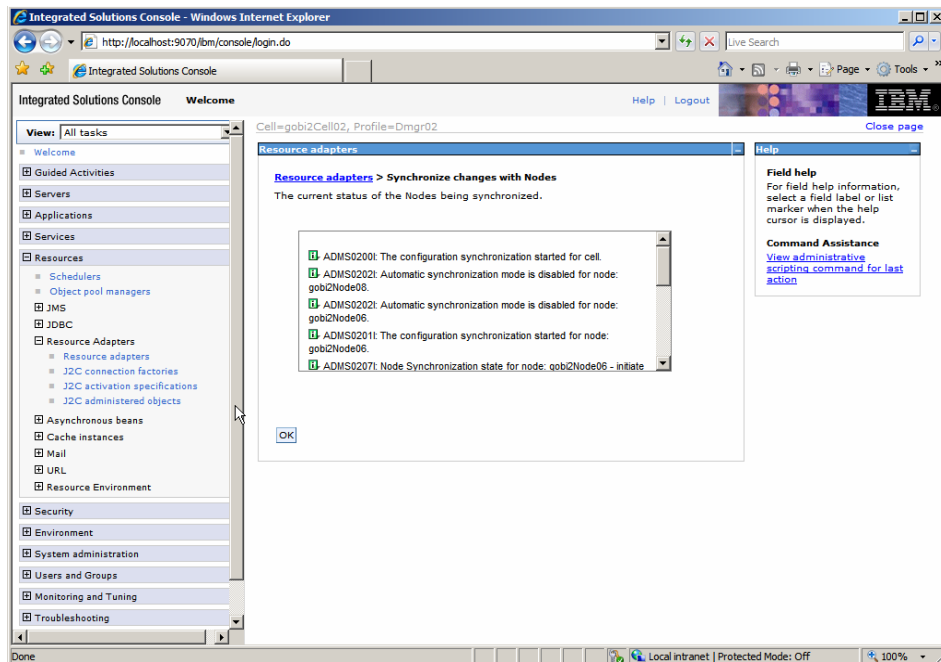 Integrated Solutions Console - Windows Internet Explorer
http://localhost:9070/ibm/console/login.do
Live Search
Integrated Solutions Console
Page
Tools
Integrated Solutions Console Welcome
Help | Logout
IBM.
View: All tasks
Welcome
Guided Activities
Servers
Applications
Services
Resources
Schedulers
Object pool managers
JMS
JDBC
Resource Adapters
Resource adapters
J2C connection factories
J2C activation specifications
J2C administered objects
Asynchronous beans
Cache instances
Mail
URL
Resource Environment
Security
Environment
System administration
Users and Groups
Monitoring and Tuning
Troubleshooting
Cell=gobi2Cell02, Profile=Dmgr02
Close page
Resource adapters
Resource adapters > Synchronize changes with Nodes
The current status of the Nodes being synchronized.
ADMS0200I: The configuration synchronization started for cell.
ADMS0202I: Automatic synchronization mode is disabled for node:
gobi2Node08.
ADMS0202I: Automatic synchronization mode is disabled for node:
gobi2Node06.
ADMS0201I: The configuration synchronization started for node:
gobi2Node06.
ADMS0207I: Node Synchronization state for node: gobi2Node06 - initiate
OK
Help
Field help
For field help information,
select a field label or list
marker when the help
cursor is displayed.
Command Assistance
View administrative
scripting command for last
action
Done
Local intranet | Protected Mode: Off
100%